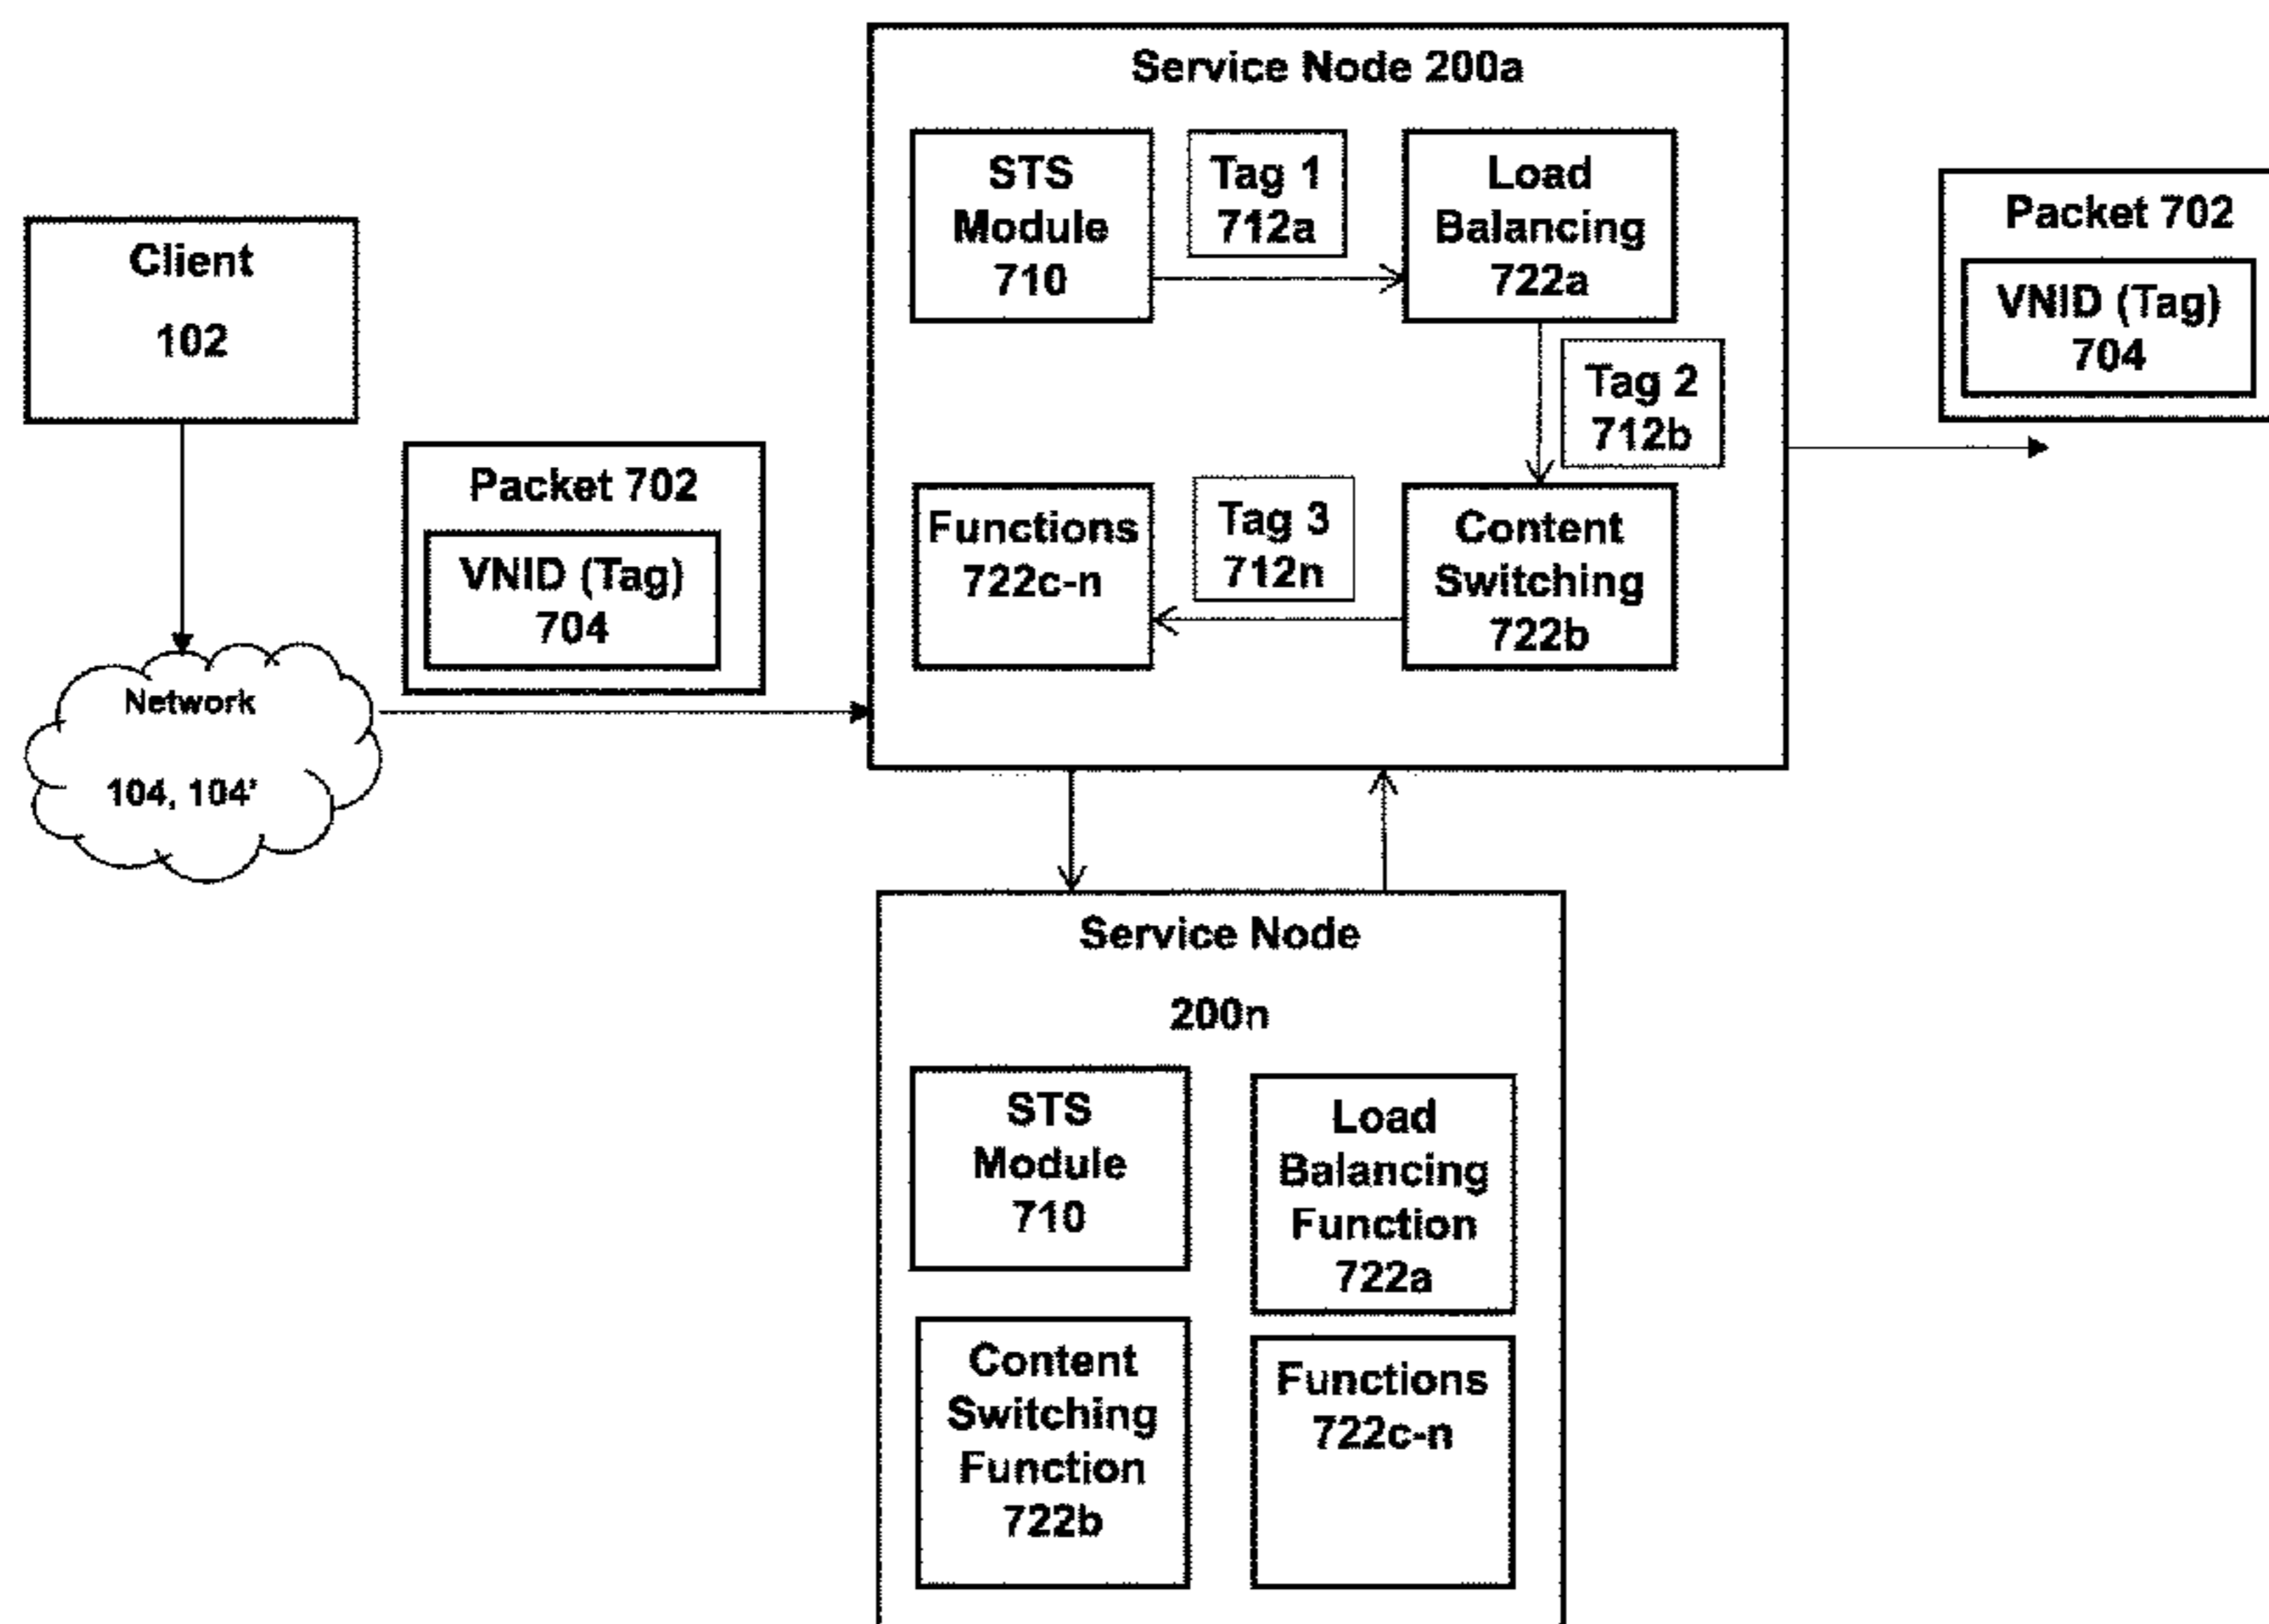 Service Node 200a
STS
Module
710
Tag 1
712a
Load
Balancing
722a
Packet 702
VNID (Tag)
704
Client
102
Tag 2
712b
Packet 702
VNID (Tag)
704
Functions
722c-n
Tag 3
712n
Content
Switching
722b
Network
104, 104'
Service Node
200n
STS
Module
710
Load
Balancing
Function
722a
Content
Switching
Function
722b
Functions
722c-n